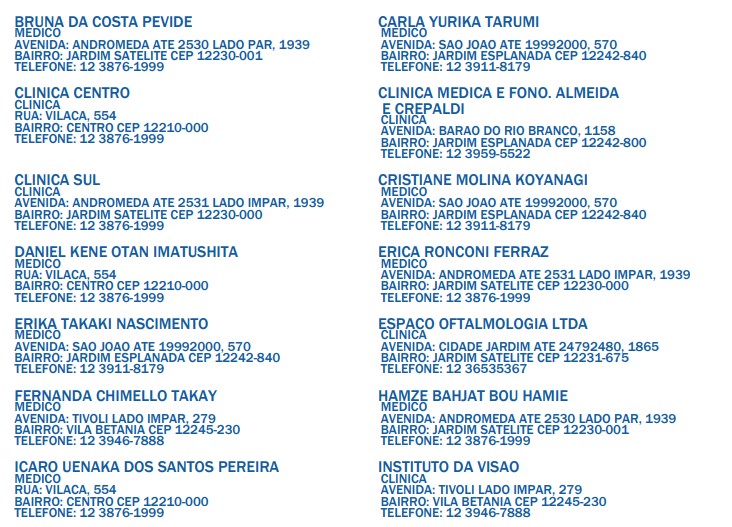 BRUNA DA COSTA PEVIDE
MEDICO
AVENIDA: ANDROMEDA ATE 2530 LADO PAR, 1939
BAIRRO: JARDIM SATELITE CEP 12230-001
TELEFONE: 12 3876-1999
CLINICA CENTRO
CLINICA
RUA: VILACA, 554
BAIRRO: CENTRO CEP 12210-000
TELEFONE: 12 3876-1999
CLINICA SUL
CLINICA
AVENIDA: ANDROMEDA ATE 2531 LADO IMPAR, 1939
BAIRRO: JARDIM SATELITE CEP 12230-000
TELEFONE: 12 3876-1999
DANIEL KENE OTAN IMATUSHITA
MEDICO
RUA: VILACA, 554
BAIRRO: CENTRO CEP 12210-000
TELEFONE: 12 3876-1999
ERIKA TAKAKI NASCIMENTO
MEDICO
AVENIDA: SAO JOAO ATE 19992000, 570
BAIRRO: JARDIM ESPLANADA CEP 12242-840
TELEFONE: 12 3911-8179
FERNANDA CHIMELLO TAKAY
MEDICO
AVENIDA: TIVOLI LADO IMPAR, 279
BAIRRO: VILA BETANIA CEP 12245-230
TELEFONE: 12 3946-7888
ICARO UENAKA DOS SANTOS PEREIRA
MEDICO
RUA: VILACA, 554
BAIRRO: CENTRO CEP 12210-000
TELEFONE: 12 3876-1999
CARLA YURIKA TARUMI
MEDICO
AVENIDA: SAO JOAO ATE 19992000, 570
BAIRRO: JARDIM ESPLANADA CEP 12242-840
TELEFONE: 12 3911-8179
CLINICA MEDICA E FONO. ALMEIDA
E CREPALDI
CLINICA
AVENIDA: BARAO DO RIO BRANCO, 1158
BAIRRO: JARDIM ESPLANADA CEP 12242-800
TELEFONE: 12 3959-5522
CRISTIANE MOLINA KOYANAGI
MEDICO
AVENIDA: SAO JOAO ATE 19992000, 570
BAIRRO: JARDIM ESPLANADA CEP 12242-840
TELEFONE: 12 3911-8179
ERICA RONCONI FERRAZ
MEDICO
AVENIDA: ANDROMEDA ATE 2531 LADO IMPAR, 1939
BAIRRO: JARDIM SATELITE CEP 12230-000
TELEFONE: 12 3876-1999
ESPACO OFTALMOLOGIA LTDA
CLINICA
AVENIDA: CIDADE JARDIM ATE 24792480, 1865
BAIRRO: JARDIM SATELITE CEP 12231-675
TELEFONE: 12 36535367
HAMZE BAHJAT BOU HAMIE
MEDICO
AVENIDA: ANDROMEDA ATE 2530 LADO PAR, 1939
BAIRRO: JARDIM SATELITE CEP 12230-001
TELEFONE: 12 3876-1999
INSTITUTO DA VISAO
CLINICA
AVENIDA: TIVOLI LADO IMPAR, 279
BAIRRO: VILA BETANIA CEP 12245-230
TELEFONE: 12 3946-7888